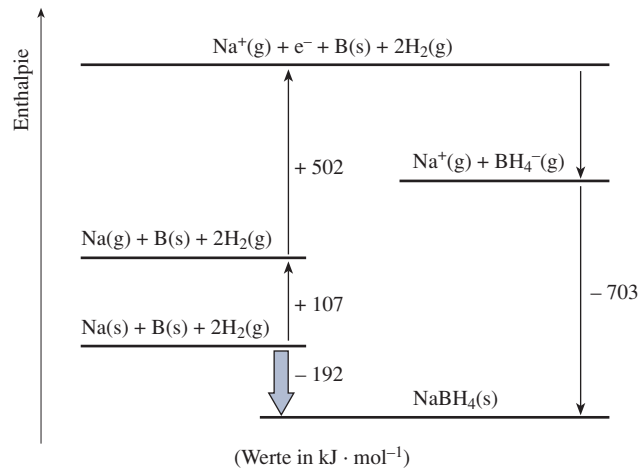 Enthalpie
Na⁺(g) + e⁻ + B(s) + 2H₂(g)
Na⁺(g) + BH₄⁻(g)
+ 502
Na(g) + B(s) + 2H₂(g)
– 703
+ 107
Na(s) + B(s) + 2H₂(g)
– 192
NaBH₄(s)
(Werte in kJ · mol⁻¹)